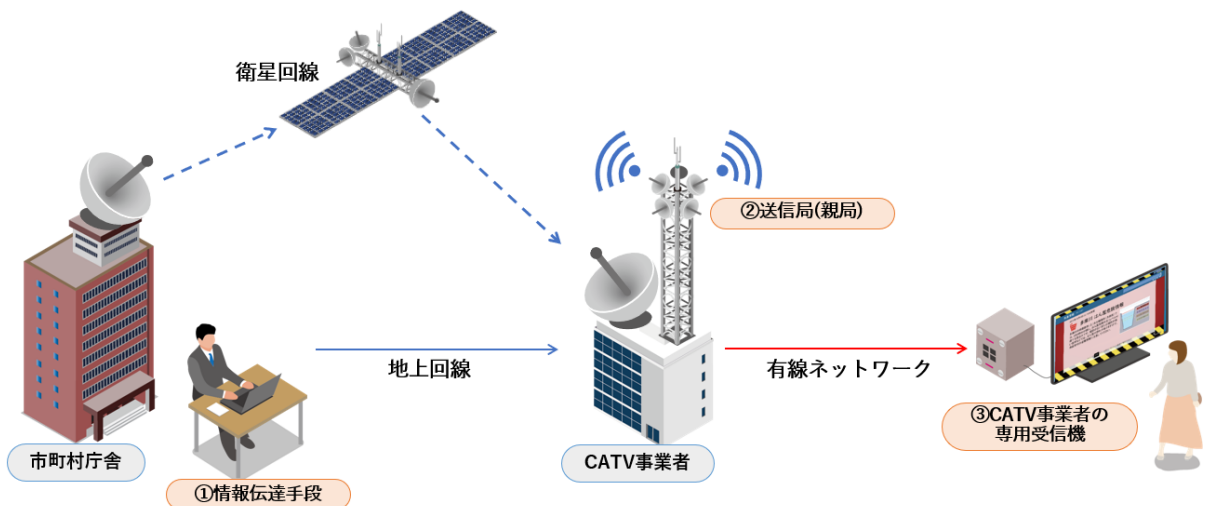 衛星回線
②送信局(親局)
地上回線
有線ネットワーク
市町村庁舎
①情報伝達手段
CATV事業者
③CATV事業者の
専用受信機